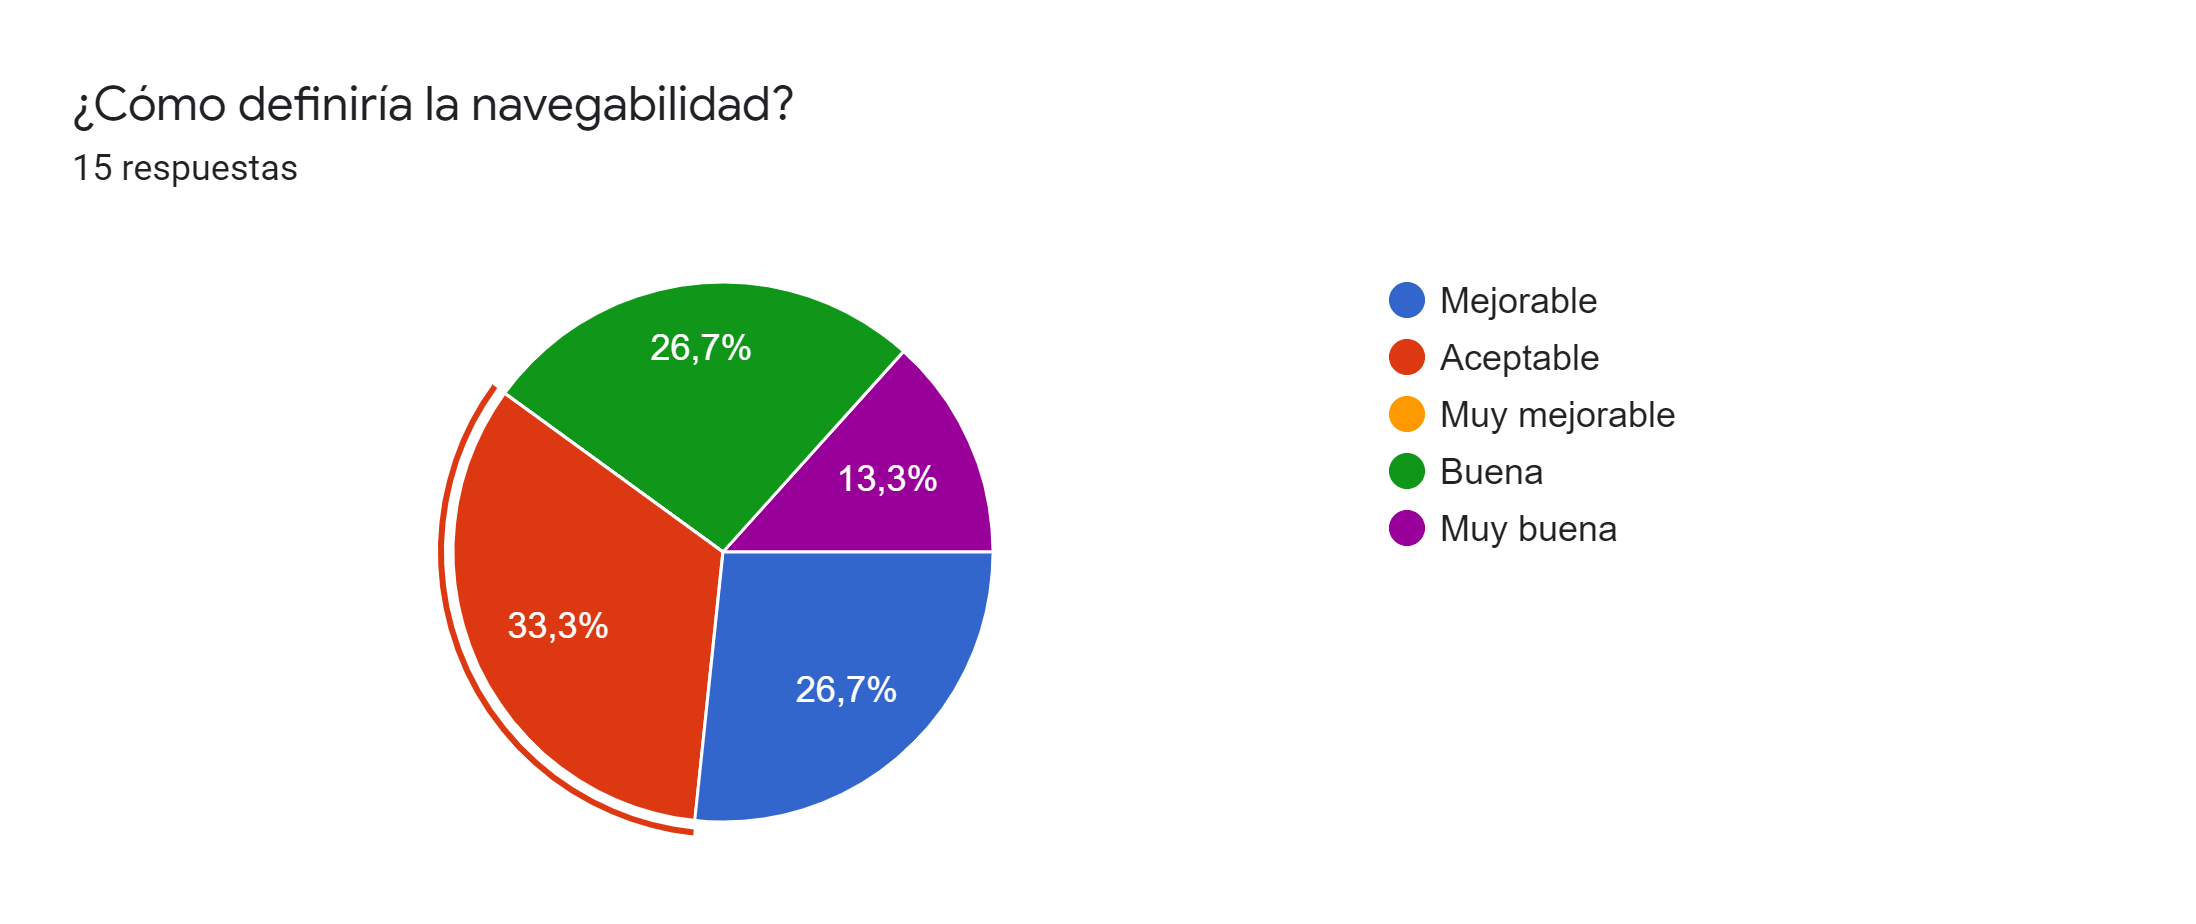 ¿Cómo definiría la navegabilidad?
15 respuestas
26,7%
13,3%
33,3%
26,7%
Mejorable
Aceptable
Muy mejorable
Buena
Muy buena